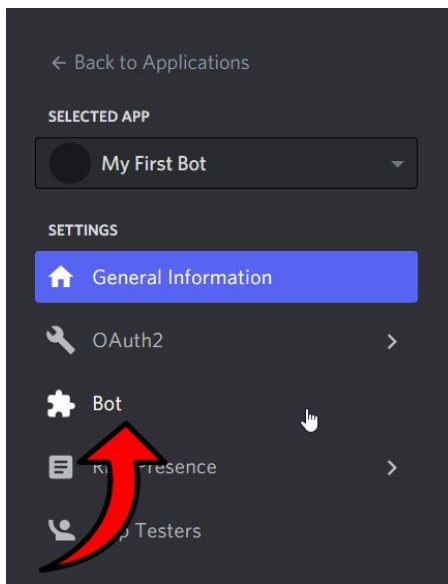 ← Back to Applications
SELECTED APP
My First Bot
SETTINGS
General Information
OAuth2
Bot
Presence
Testers